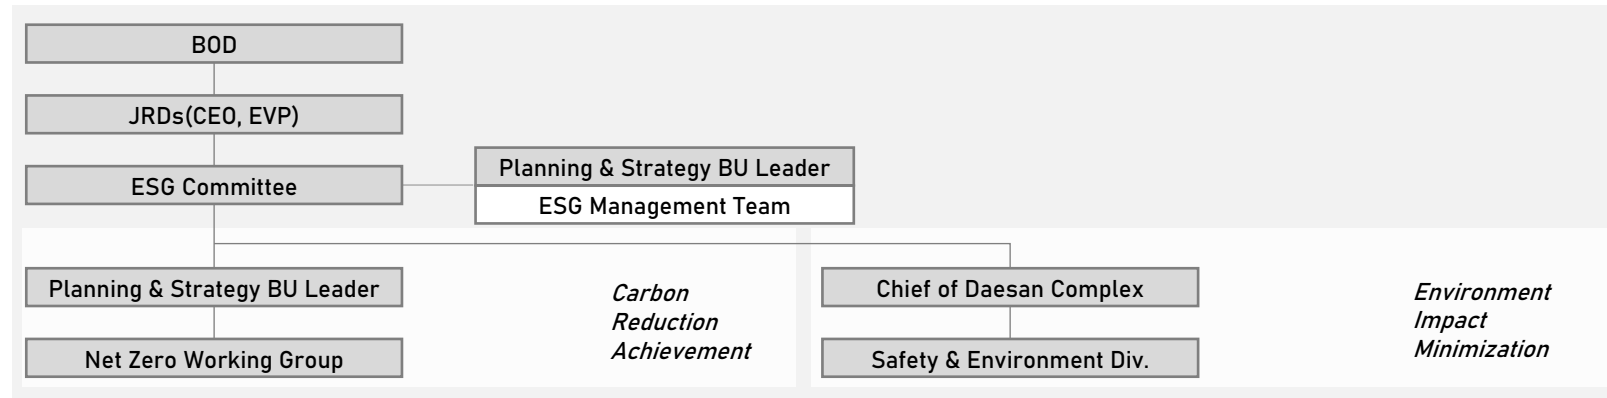 BOD
JRDs(CEO, EVP)
ESG Committee
Planning & Strategy BU Leader
ESG Management Team
Planning & Strategy BU Leader
Net Zero Working Group
Carbon
Reduction
Achievement
Chief of Daesan Complex
Safety & Environment Div.
Environment
Impact
Minimization